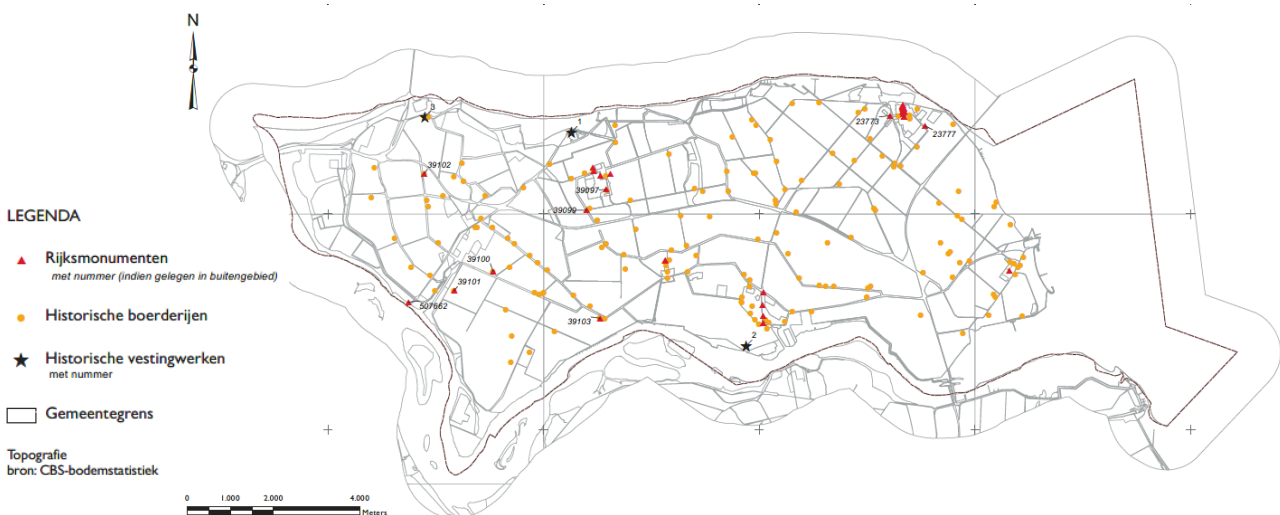 N
3
1
23773
23777
39102
39097
39099
39100
39101
507662
39103
2
LEGENDA
Rijksmonumenten
met nummer (indien gelegen in buitengebied)
Historische boerderijen
Historische vestingwerken
met nummer
Gemeentegrens
Topografie
bron: CBS-bodemstatistiek
0 1.000 2.000 4.000
Meters